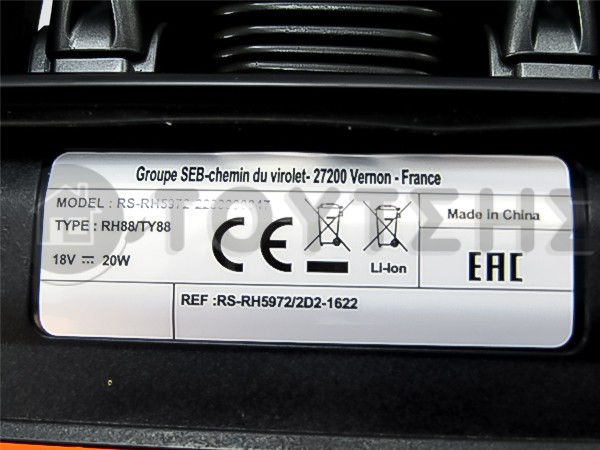 Groupe SEB-chemin du virolet- 27200 Vernon - France
MODEL : RS-RH5972
TYPE : RH88/TY88
18V ⎓ 20W
CE
Li-Ion
Made in China
EAC
REF :RS-RH5972/2D2-1622
ΤΟΥΤΣΗΣ